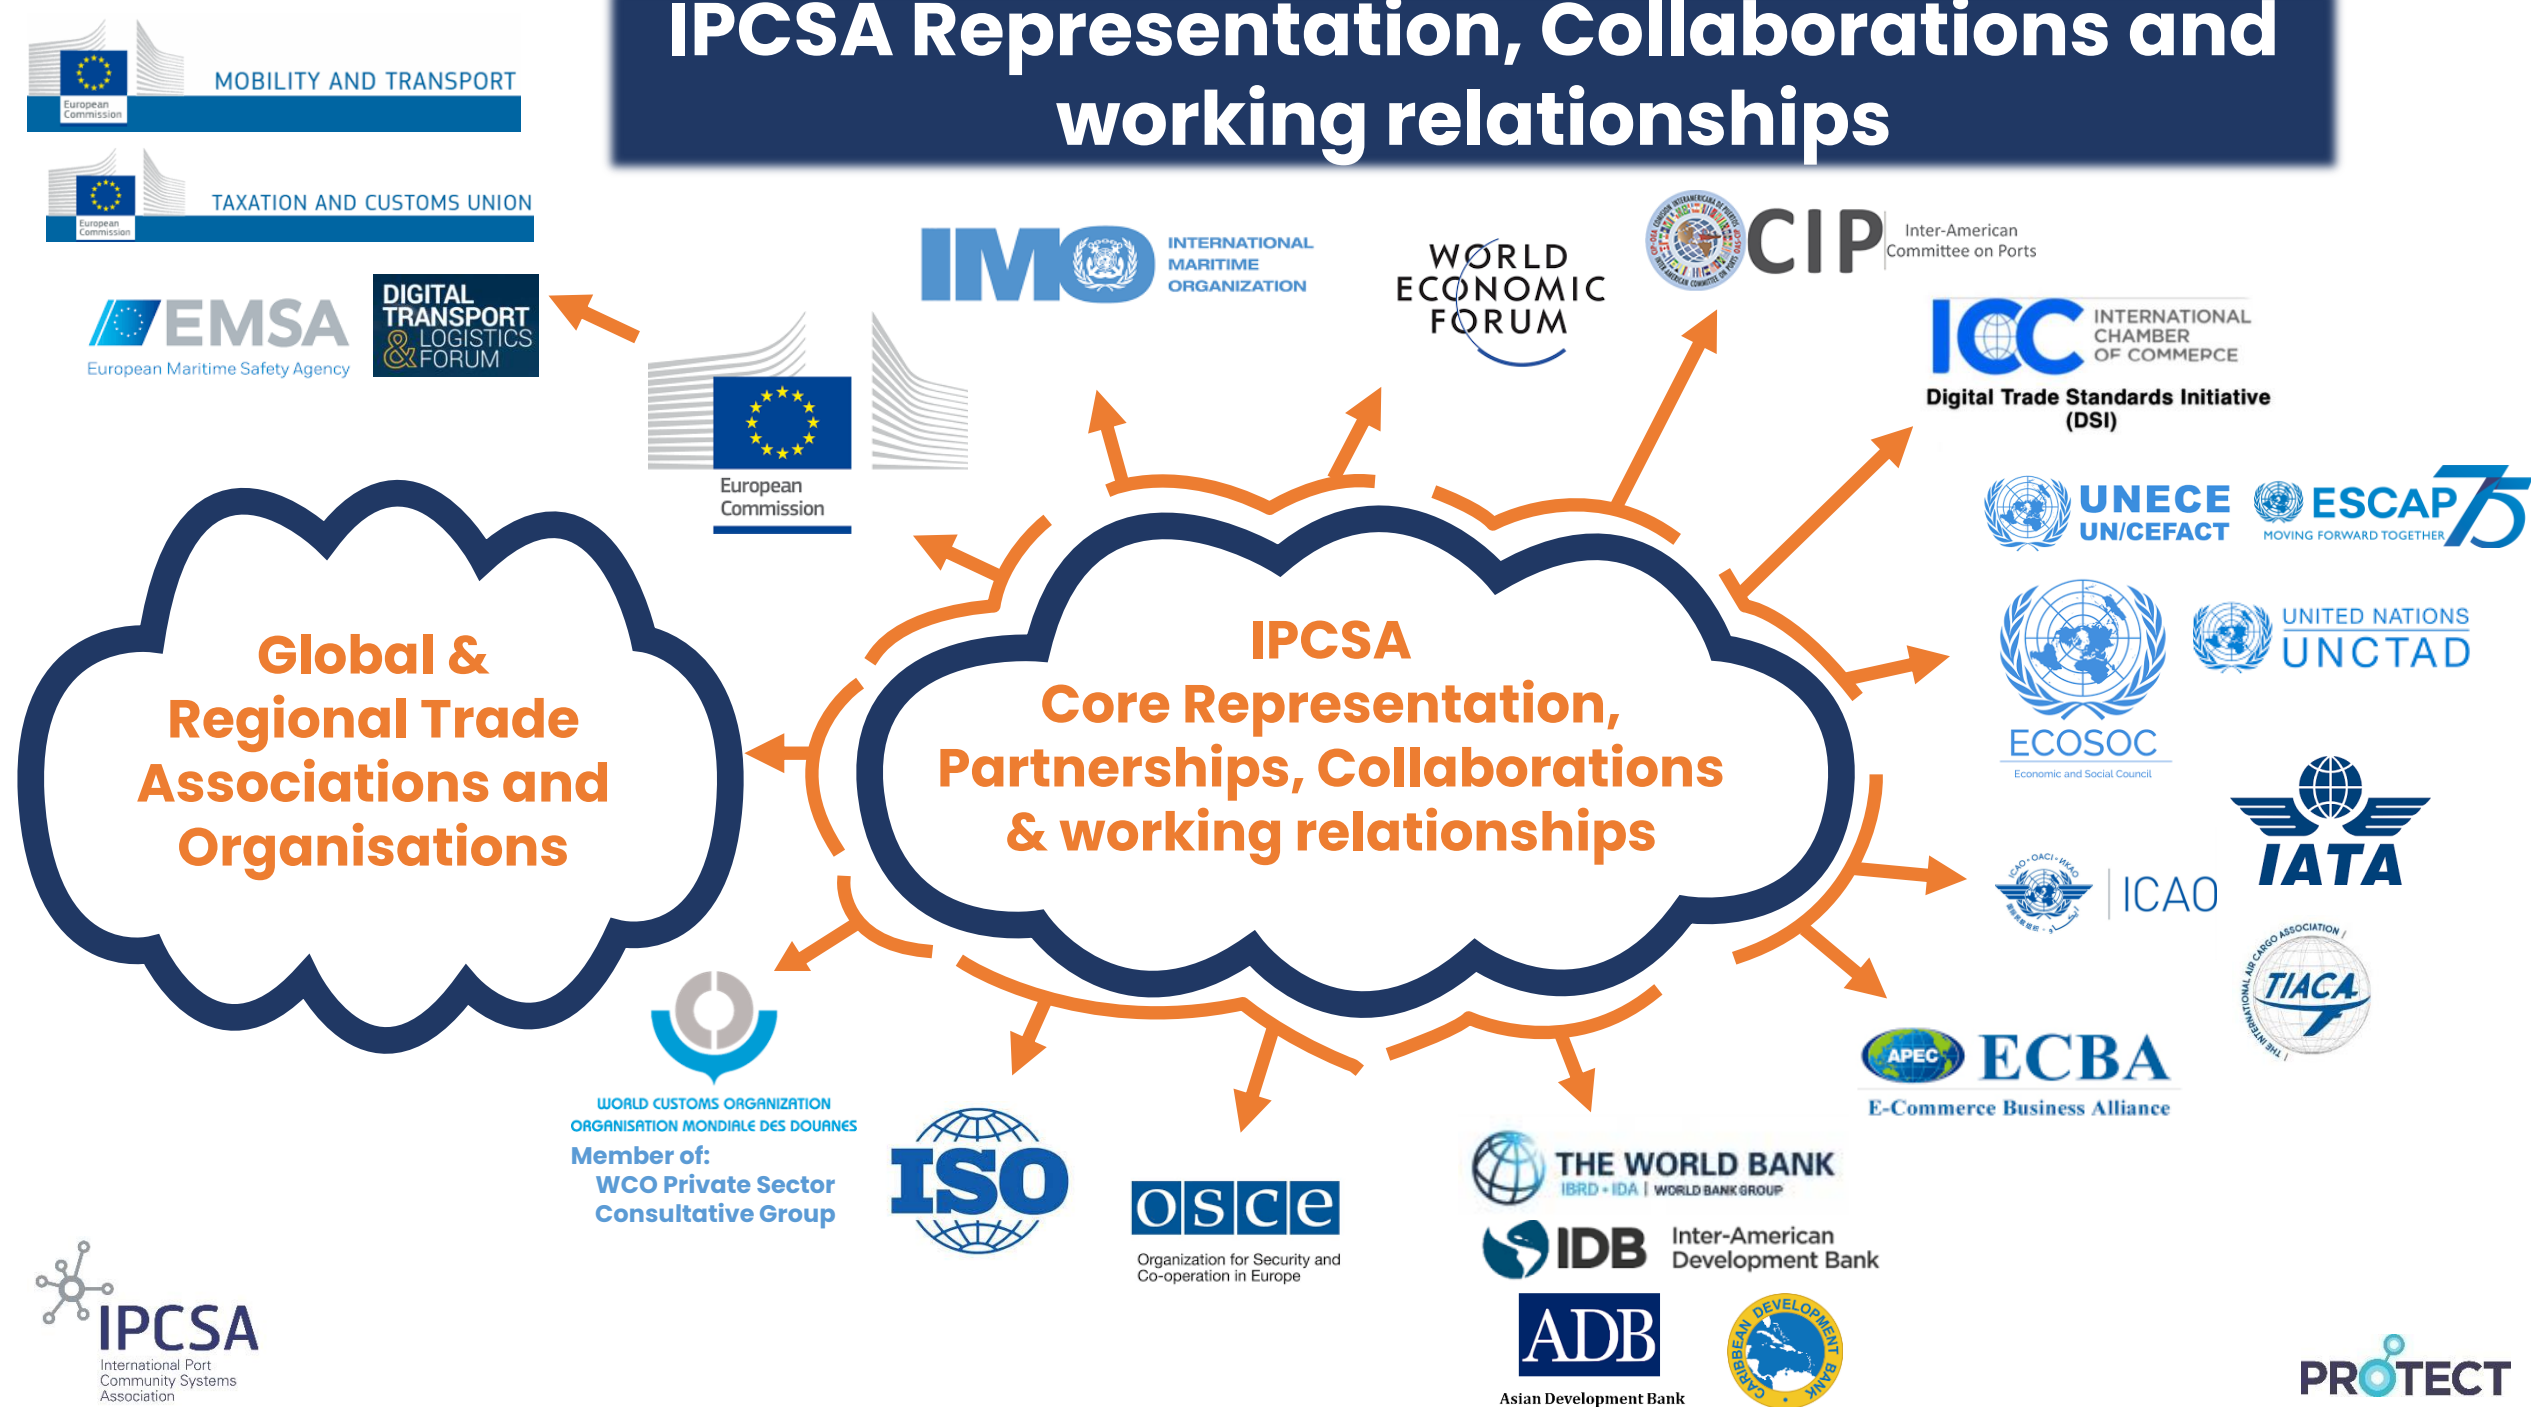 IPCSA Representation, Collaborations and
working relationships
European
Commission
MOBILITY AND TRANSPORT
European
Commission
TAXATION AND CUSTOMS UNION
EMSA
European Maritime Safety Agency
DIGITAL
TRANSPORT
& LOGISTICS
FORUM
European
Commission
IMO
INTERNATIONAL
MARITIME
ORGANIZATION
WORLD
ECONOMIC
FORUM
CIP
Inter-American
Committee on Ports
ICC
INTERNATIONAL
CHAMBER
OF COMMERCE
Digital Trade Standards Initiative
(DSI)
UNECE
UN/CEFACT
ESCAP 75
MOVING FORWARD TOGETHER
ECOSOC
Economic and Social Council
UNITED NATIONS
UNCTAD
Global &
Regional Trade
Associations and
Organisations
IPCSA
Core Representation,
Partnerships, Collaborations
& working relationships
IATA
ICAO
THE INTERNATIONAL AIR CARGO ASSOCIATION
TIACA
APEC
ECBA
E-Commerce Business Alliance
WORLD CUSTOMS ORGANIZATION
ORGANISATION MONDIALE DES DOUANES
Member of:
WCO Private Sector
Consultative Group
ISO
osce
Organization for Security and
Co-operation in Europe
THE WORLD BANK
IBRD • IDA | WORLD BANK GROUP
IDB
Inter-American
Development Bank
ADB
Asian Development Bank
CARIBBEAN DEVELOPMENT BANK
IPCSA
International Port
Community Systems
Association
PROTECT